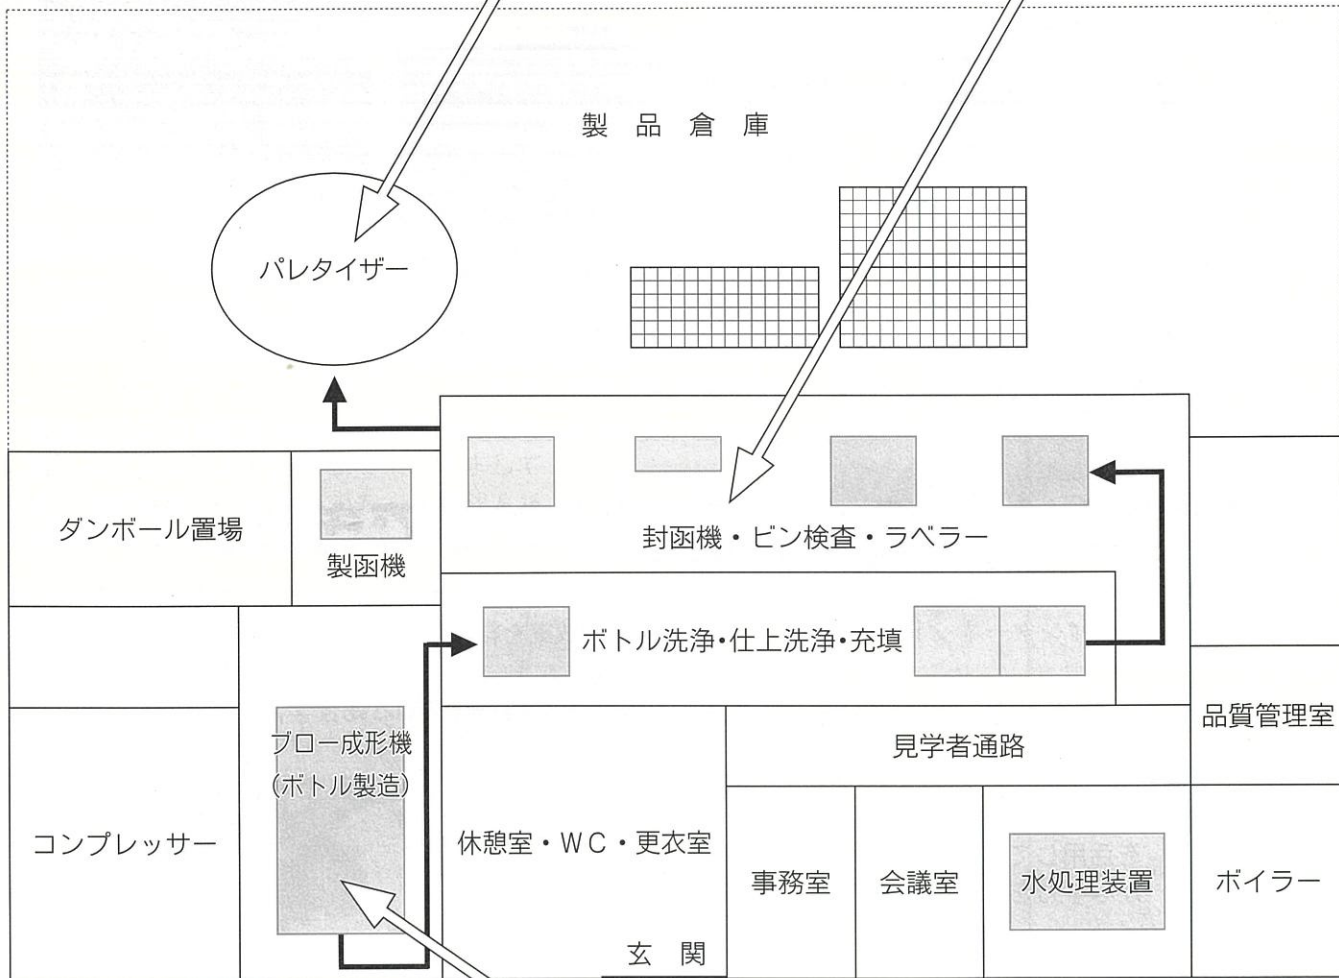 製品倉庫
パレタイザー
ダンボール置場
製函機
封函機・ビン検査・ラベラー
ボトル洗浄・仕上洗浄・充填
ブロー成形機
(ボトル製造)
コンプレッサー
休憩室・WC・更衣室
見学者通路
品質管理室
事務室
会議室
水処理装置
ボイラー
玄関